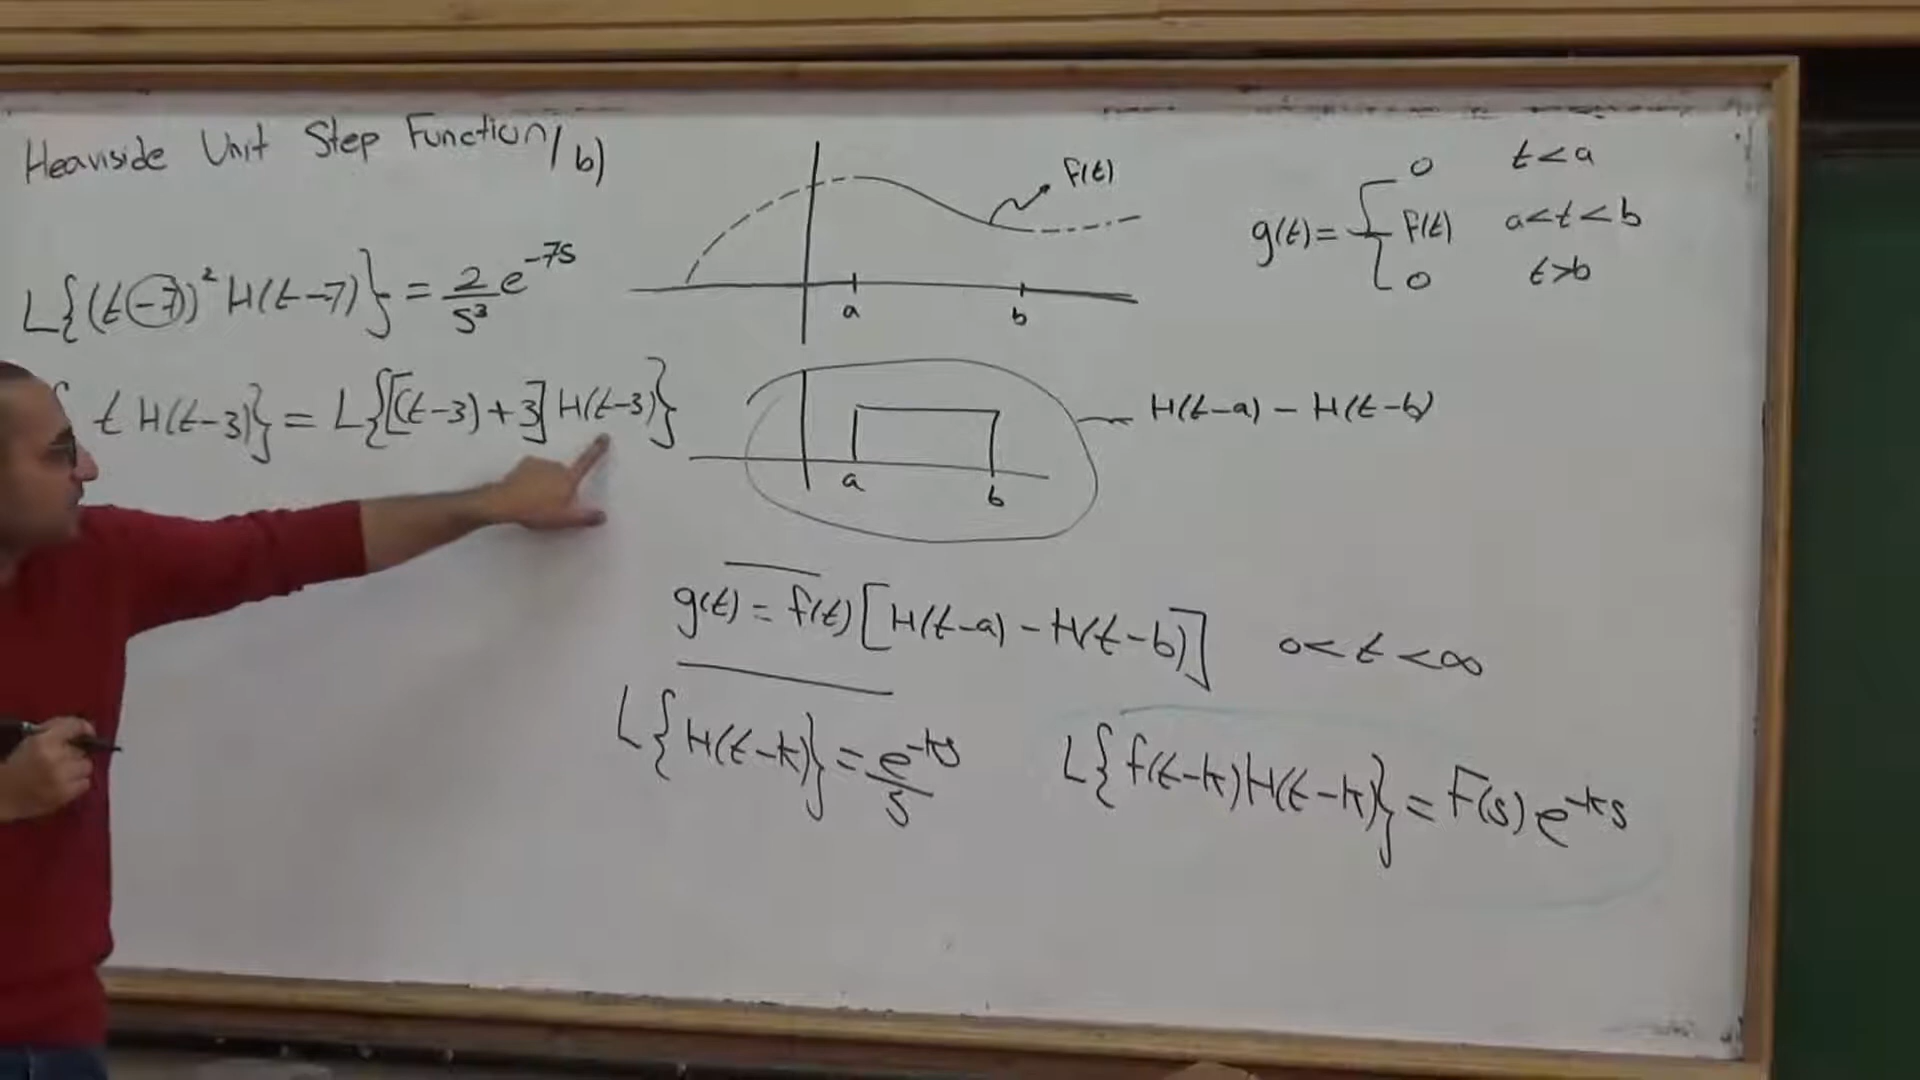 Heaviside Unit Step Function / b)
L{(t-7)² H(t-7)} = 2/s³ e^-7s
t H(t-3)} = L{[(t-3)+3] H(t-3)}
f(t)
a b
g(t) = { 0 t<a
f(t) a<t<b
0 t>b
a b
H(t-a) - H(t-b)
g(t) = f(t) [H(t-a) - H(t-b)] 0<t<∞
L{H(t-k)} = e^-ks/s
L{f(t-k)H(t-k)} = F(s) e^-ks